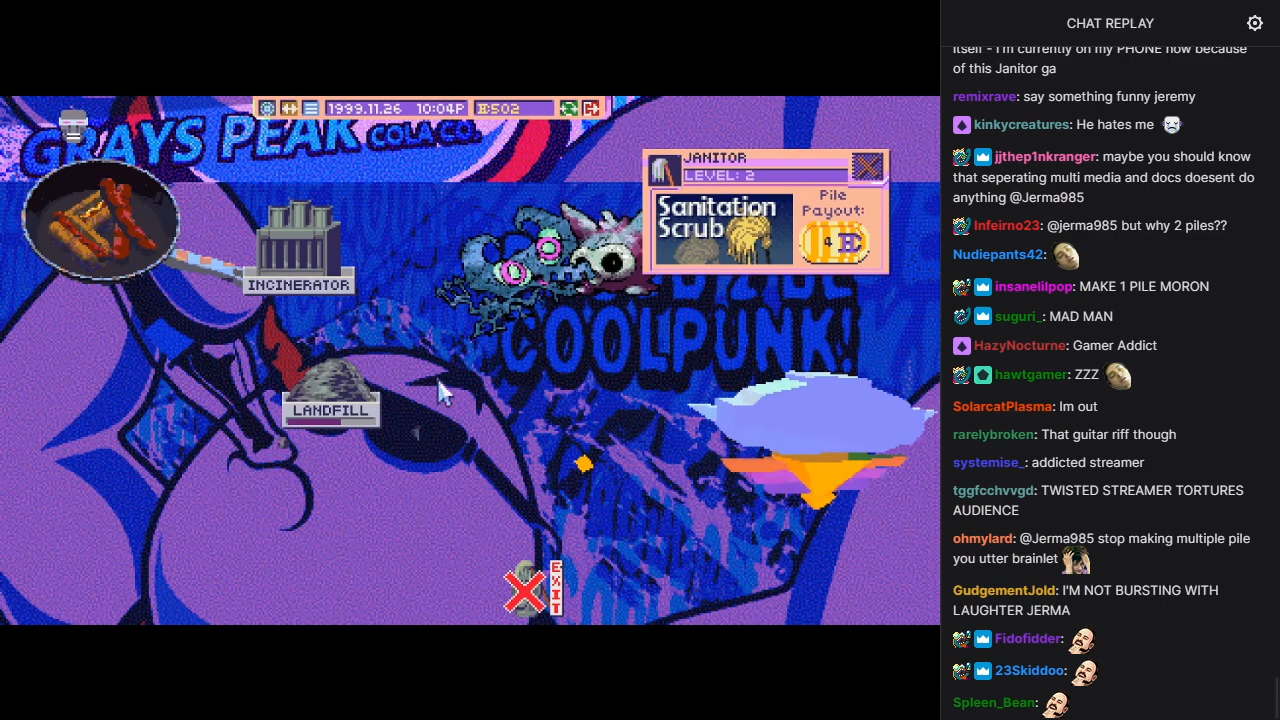 GRAYS PEAK COLA CO.
1999.11.26 10:04P 502
JANITOR
LEVEL: 2
Sanitation
Scrub
Pile
Payout:
4
INCINERATOR
COOLPUNK!
LANDFILL
EXIT
CHAT REPLAY
itself - I'm currently on my PHONE now because
of this Janitor ga
remixrave: say something funny jeremy
kinkycreatures: He hates me
jjthep1nkranger: maybe you should know
that seperating multi media and docs doesent do
anything @Jerma985
Infeirno23: @jerma985 but why 2 piles??
Nudiepants42:
insanelilpop: MAKE 1 PILE MORON
suguri_: MAD MAN
HazyNocturne: Gamer Addict
hawtgamer: ZZZ
SolarcatPlasma: Im out
rarelybroken: That guitar riff though
systemise_: addicted streamer
tggfcchvvgd: TWISTED STREAMER TORTURES
AUDIENCE
ohmylard: @Jerma985 stop making multiple pile
you utter brainlet
GudgementJold: I'M NOT BURSTING WITH
LAUGHTER JERMA
Fidofidder:
23Skiddoo:
Spleen_Bean: